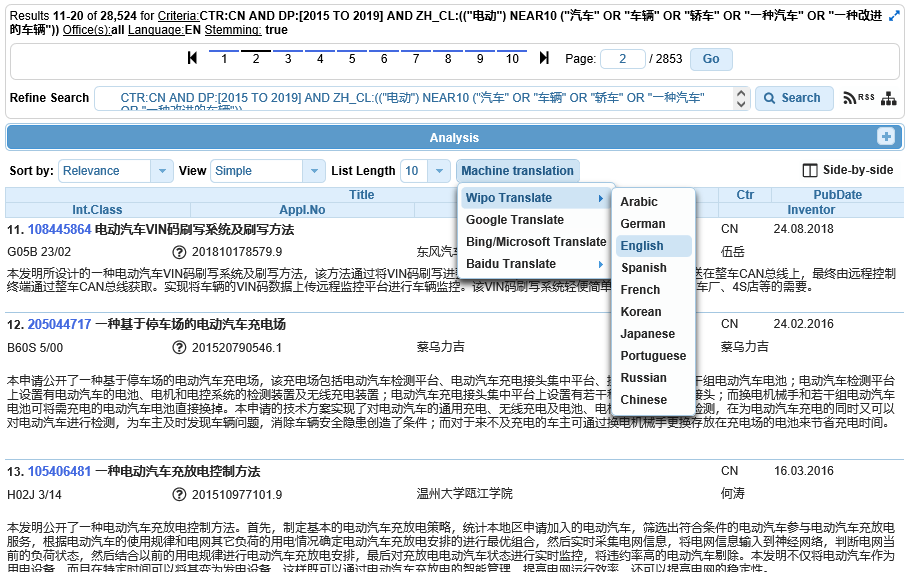 Results 11-20 of 28,524 for Criteria:CTR:CN AND DP:[2015 TO 2019] AND ZH_CL:(("电动") NEAR10 ("汽车" OR "车辆" OR "轿车" OR "一种汽车" OR "一种改进
的车辆")) Office(s):all Language:EN Stemming: true
1 2 3 4 5 6 7 8 9 10 Page: 2 / 2853 Go
Refine Search CTR:CN AND DP:[2015 TO 2019] AND ZH_CL:(("电动") NEAR10 ("汽车" OR "车辆" OR "轿车" OR "一种汽车" Search RSS
OR "一种改进的车辆"))
Analysis
Sort by: Relevance View Simple List Length 10 Machine translation Side-by-side
Title Ctr PubDate
Int.Class Appl.No Inventor
Wipo Translate
Google Translate
Bing/Microsoft Translate
Baidu Translate
Arabic
German
English
Spanish
French
Korean
Japanese
Portuguese
Russian
Chinese
11. 108445864 电动汽车VIN码刷写系统及刷写方法 CN 24.08.2018
G05B 23/02 201810178579.9 东风汽车 伍岳
本发明所设计的一种电动汽车VIN码刷写系统及刷写方法，该方法通过将VIN码刷写进 送在整车CAN总线上，最终由远程控制
终端通过整车CAN总线获取。实现将车辆的VIN码数据上传远程监控平台进行车辆监控。该VIN码刷写系统轻便简单 车厂、4S店等的需要。
12. 205044717 一种基于停车场的电动汽车充电场 CN 24.02.2016
B60S 5/00 201520790546.1 蔡乌力吉 蔡乌力吉
本申请公开了一种基于停车场的电动汽车充电场，该充电场包括电动汽车检测平台、电动汽车充电接头集中平台、 干组电动汽车电池；电动汽车检测平台
上设置有电动汽车的电池、电机和电控系统的检测装置及无线充电装置；电动汽车充电接头集中平台上设置有若干 接头；而换电机械手和若干组电动汽车
电池可将需充电的电动汽车电池直接换掉。本申请的技术方案实现了对电动汽车的通用充电、无线充电及电池、电 检测，在为电动汽车充电的同时又可以
对电动汽车进行检测，为车主及时发现车辆问题，消除车辆安全隐患创造了条件；而对于来不及充电的车主可通过换电机械手更换存放在充电场的电池来节省充电时间。
13. 105406481 一种电动汽车充放电控制方法 CN 16.03.2016
H02J 3/14 201510977101.9 温州大学瓯江学院 何涛
本发明公开了一种电动汽车充放电控制方法。首先，制定基本的电动汽车充放电策略，统计本地区申请加入的电动汽车，筛选出符合条件的电动汽车参与电动汽车充放电
服务，根据电动汽车的使用规律和电网其它负荷的用电情况确定电动汽车充放电安排的进行最优组合，然后实时采集电网信息，将电网信息输入到神经网络，判断电网当
前的负荷状态，然后结合以前的用电规律进行电动汽车充放电安排，最后对充放电电动汽车状态进行实时监控，将违约率高的电动汽车剔除。本发明不仅将电动汽车作为
用电设备，而且在特定时间可以将其变为发电设备，这样既可以通过电动汽车充放电的智能管理，提高电网运行效率，还可以提高电网的稳定性。